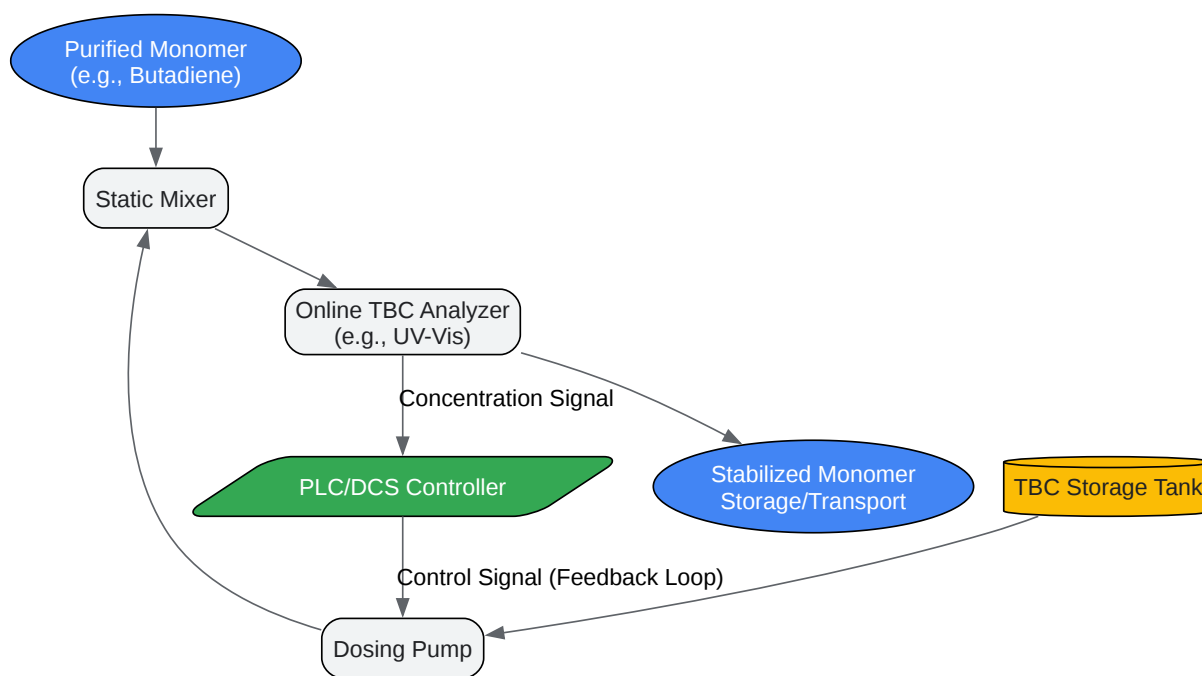 Purified Monomer
(e.g., Butadiene)
Static Mixer
Online TBC Analyzer
(e.g., UV-Vis)
Concentration Signal
PLC/DCS Controller
Stabilized Monomer
Storage/Transport
TBC Storage Tank
Control Signal (Feedback Loop)
Dosing Pump